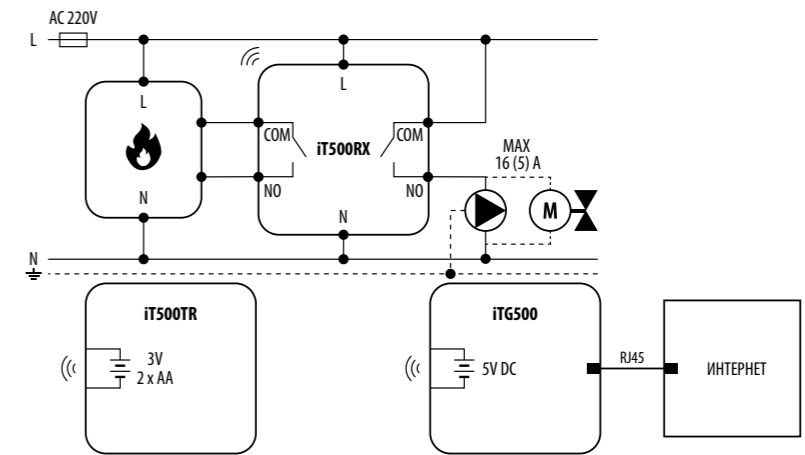 AC 220V
L
L
L
COM
iT500RX
COM
MAX
16 (5) A
NO
NO
N
N
M
N
iT500TR
iTG500
3V
2 x AA
5V DC
RJ45
ИНТЕРНЕТ